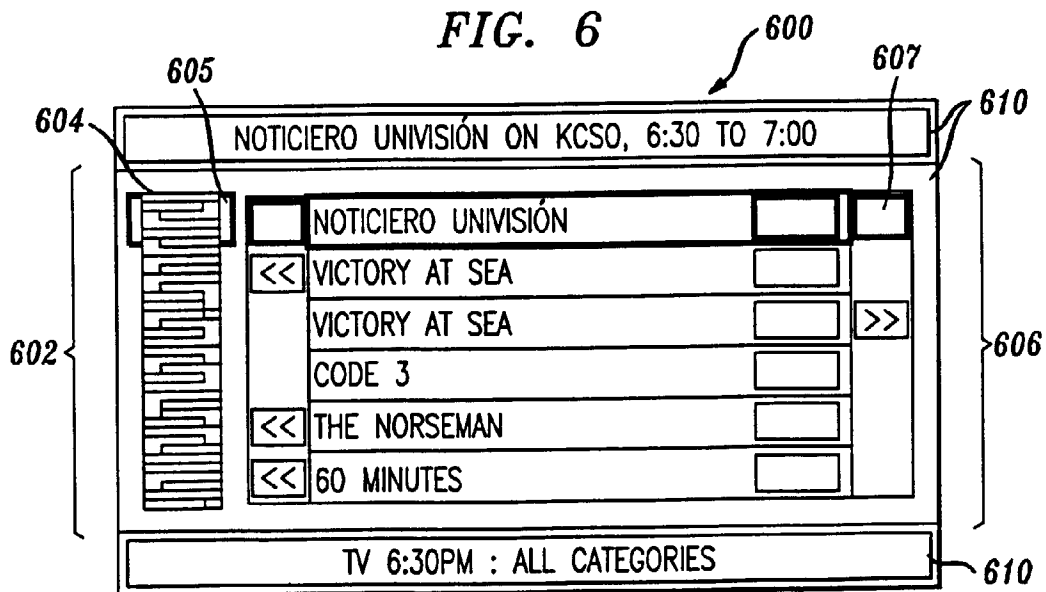 FIG. 6
600
605
607
604
610
NOTICIERO UNIVISIÓN ON KCSO, 6:30 TO 7:00
NOTICIERO UNIVISIÓN
<< VICTORY AT SEA
VICTORY AT SEA >>
602
606
CODE 3
<< THE NORSEMAN
<< 60 MINUTES
TV 6:30PM : ALL CATEGORIES
610